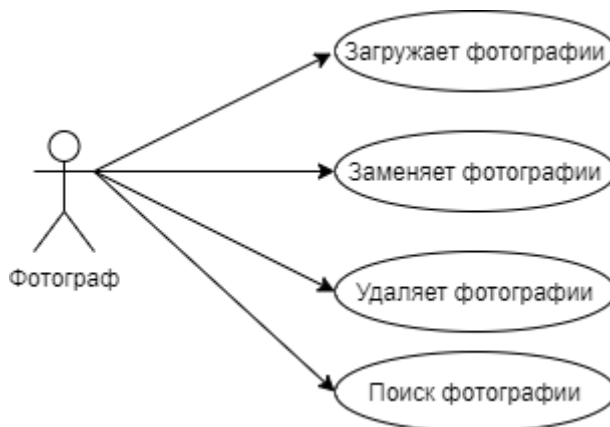 Загружает фотографии
Заменяет фотографии
Фотограф
Удаляет фотографии
Поиск фотографии